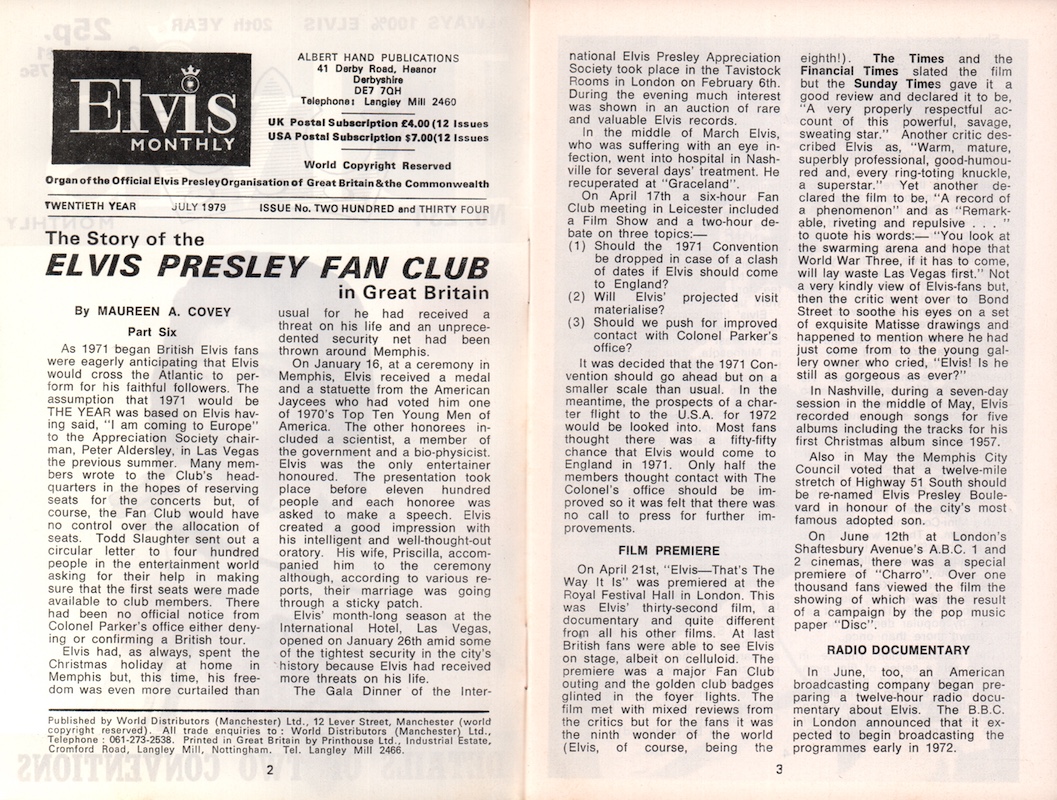 Elvis
MONTHLY
ALBERT HAND PUBLICATIONS
41 Derby Road, Heanor
Derbyshire
DE7 7QH
Telephone: Langley Mill 2460
UK Postal Subscription £4.00 (12 Issues
USA Postal Subscription $7.00 (12 Issues
World Copyright Reserved
Organ of the Official Elvis Presley Organisation of Great Britain & the Commonwealth
TWENTIETH YEAR JULY 1979 ISSUE No. TWO HUNDRED and THIRTY FOUR
The Story of the
ELVIS PRESLEY FAN CLUB
in Great Britain
By MAUREEN A. COVEY
Part Six
As 1971 began British Elvis fans
were eagerly anticipating that Elvis
would cross the Atlantic to per-
form for his faithful followers. The
assumption that 1971 would be
THE YEAR was based on Elvis hav-
ing said, "I am coming to Europe"
to the Appreciation Society chair-
man, Peter Aldersley, in Las Vegas
the previous summer. Many mem-
bers wrote to the Club's head-
quarters in the hopes of reserving
seats for the concerts but, of
course, the Fan Club would have
no control over the allocation of
seats. Todd Slaughter sent out a
circular letter to four hundred
people in the entertainment world
asking for their help in making
sure that the first seats were made
available to club members. There
had been no official notice from
Colonel Parker's office either deny-
ing or confirming a British tour.
Elvis had, as always, spent the
Christmas holiday at home in
Memphis but, this time, his free-
dom was even more curtailed than
usual for he had received a
threat on his life and an unprece-
dented security net had been
thrown around Memphis.
On January 16, at a ceremony in
Memphis, Elvis received a medal
and a statuette from the American
Jaycees who had voted him one
of 1970's Top Ten Young Men of
America. The other honorees in-
cluded a scientist, a member of
the government and a bio-physicist.
Elvis was the only entertainer
honoured. The presentation took
place before eleven hundred
people and each honoree was
asked to make a speech. Elvis
created a good impression with
his intelligent and well-thought-out
oratory. His wife, Priscilla, accom-
panied him to the ceremony
although, according to various re-
ports, their marriage was going
through a sticky patch.
Elvis' month-long season at the
International Hotel, Las Vegas,
opened on January 26th amid some
of the tightest security in the city's
history because Elvis had received
more threats on his life.
The Gala Dinner of the Inter-
Published by World Distributors (Manchester) Ltd., 12 Lever Street, Manchester (world
copyright reserved). All trade enquiries to: World Distributors (Manchester) Ltd.,
Telephone: 061-273-2538. Printed in Great Britain by Printhouse Ltd., Industrial Estate,
Cromford Road, Langley Mill, Nottingham. Tel. Langley Mill 2466.
2
national Elvis Presley Appreciation
Society took place in the Tavistock
Rooms in London on February 6th.
During the evening much interest
was shown in an auction of rare
and valuable Elvis records.
In the middle of March Elvis,
who was suffering with an eye in-
fection, went into hospital in Nash-
ville for several days' treatment. He
recuperated at "Graceland".
On April 17th a six-hour Fan
Club meeting in Leicester included
a Film Show and a two-hour de-
bate on three topics:—
(1) Should the 1971 Convention
be dropped in case of a clash
of dates if Elvis should come
to England?
(2) Will Elvis' projected visit
materialise?
(3) Should we push for improved
contact with Colonel Parker's
office?
It was decided that the 1971 Con-
vention should go ahead but on a
smaller scale than usual. In the
meantime, the prospects of a char-
ter flight to the U.S.A. for 1972
would be looked into. Most fans
thought there was a fifty-fifty
chance that Elvis would come to
England in 1971. Only half the
members thought contact with The
Colonel's office should be im-
proved so it was felt that there was
no call to press for further im-
provements.
FILM PREMIERE
On April 21st, "Elvis—That's The
Way It Is" was premiered at the
Royal Festival Hall in London. This
was Elvis' thirty-second film, a
documentary and quite different
from all his other films. At last
British fans were able to see Elvis
on stage, albeit on celluloid. The
premiere was a major Fan Club
outing and the golden club badges
glinted in the foyer lights. The
film met with mixed reviews from
the critics but for the fans it was
the ninth wonder of the world
(Elvis, of course, being the
eighth!). The Times and the
Financial Times slated the film
but the Sunday Times gave it a
good review and declared it to be,
"A very properly respectful ac-
count of this powerful, savage,
sweating star." Another critic des-
cribed Elvis as, "Warm, mature,
superbly professional, good-humou-
red and, every ring-toting knuckle,
a superstar." Yet another de-
clared the film to be, "A record of
a phenomenon" and as "Remark-
able, riveting and repulsive . . . "
to quote his words:— "You look at
the swarming arena and hope that
World War Three, if it has to come,
will lay waste Las Vegas first." Not
a very kindly view of Elvis-fans but,
then the critic went over to Bond
Street to soothe his eyes on a set
of exquisite Matisse drawings and
happened to mention where he had
just come from to the young gal-
lery owner who cried, "Elvis! Is he
still as gorgeous as ever?"
In Nashville, during a seven-day
session in the middle of May, Elvis
recorded enough songs for five
albums including the tracks for his
first Christmas album since 1957.
Also in May the Memphis City
Council voted that a twelve-mile
stretch of Highway 51 South should
be re-named Elvis Presley Boule-
vard in honour of the city's most
famous adopted son.
On June 12th at London's
Shaftesbury Avenue's A.B.C. 1 and
2 cinemas, there was a special
premiere of "Charro". Over one
thousand fans viewed the film the
showing of which was the result
of a campaign by the pop music
paper "Disc".
RADIO DOCUMENTARY
In June, too, an American
broadcasting company began pre-
paring a twelve-hour radio docu-
mentary about Elvis. The B.B.C.
in London announced that it ex-
pected to begin broadcasting the
programmes early in 1972.
3